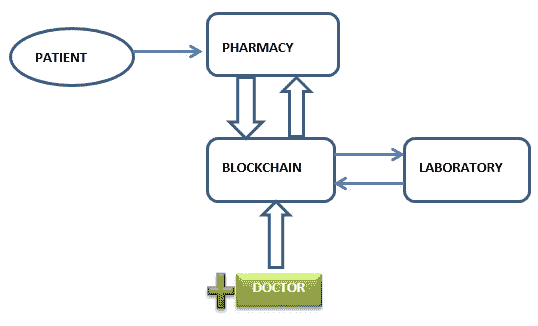 PHARMACY
PATIENT
BLOCKCHAIN
LABORATORY
DOCTOR